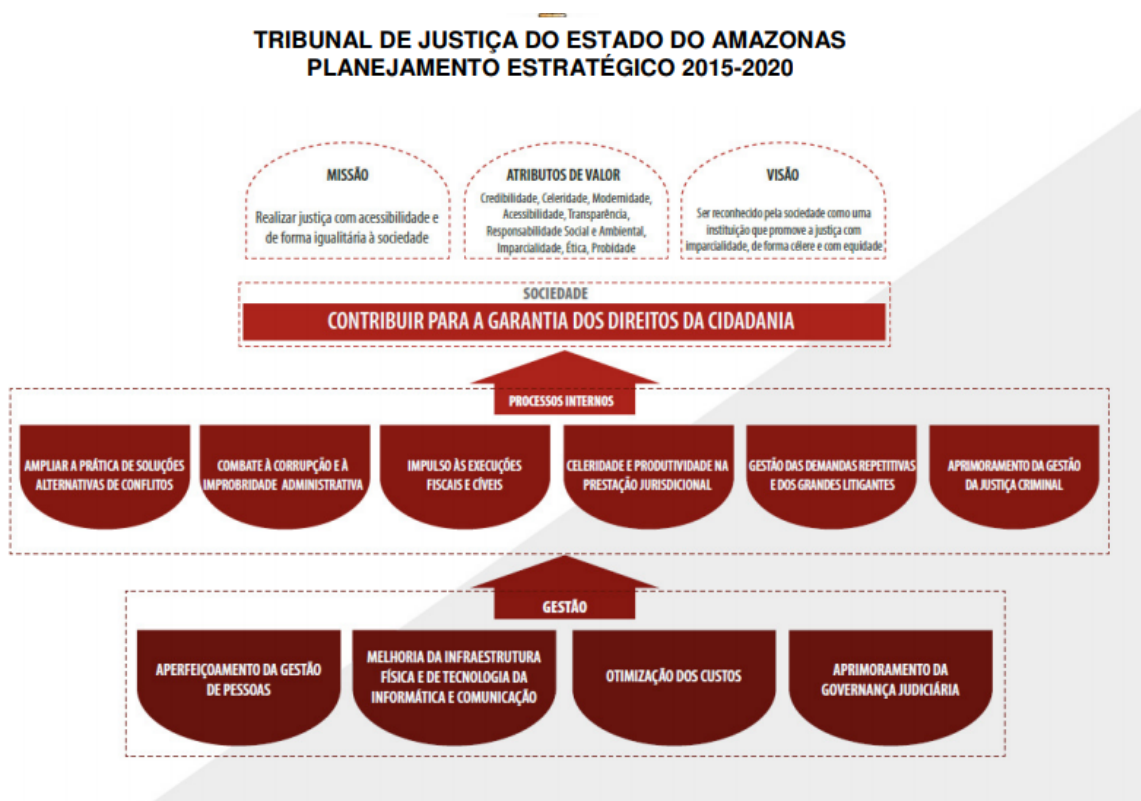 TRIBUNAL DE JUSTIÇA DO ESTADO DO AMAZONAS
PLANEJAMENTO ESTRATÉGICO 2015-2020
MISSÃO
Realizar justiça com acessibilidade e
de forma igualitária à sociedade
ATRIBUTOS DE VALOR
Credibilidade, Celeridade, Modernidade,
Acessibilidade, Transparência,
Responsabilidade Social e Ambiental,
Imparcialidade, Ética, Probidade
VISÃO
Ser reconhecido pela sociedade como uma
instituição que promove a justiça com
imparcialidade, de forma célere e com equidade
SOCIEDADE
CONTRIBUIR PARA A GARANTIA DOS DIREITOS DA CIDADANIA
PROCESSOS INTERNOS
AMPLIAR A PRÁTICA DE SOLUÇÕES
ALTERNATIVAS DE CONFLITOS
COMBATE À CORRUPÇÃO E À
IMPROBRIDADE ADMINISTRATIVA
IMPULSO ÀS EXECUÇÕES
FISCAIS E CÍVEIS
CELERIDADE E PRODUTIVIDADE NA
PRESTAÇÃO JURISDICIONAL
GESTÃO DAS DEMANDAS REPETITIVAS
E DOS GRANDES LITIGANTES
APRIMORAMENTO DA GESTÃO
DA JUSTIÇA CRIMINAL
GESTÃO
APERFEIÇOAMENTO DA GESTÃO
DE PESSOAS
MELHORIA DA INFRAESTRUTURA
FÍSICA E DE TECNOLOGIA DA
INFORMÁTICA E COMUNICAÇÃO
OTIMIZAÇÃO DOS CUSTOS
APRIMORAMENTO DA
GOVERNANÇA JUDICIÁRIA